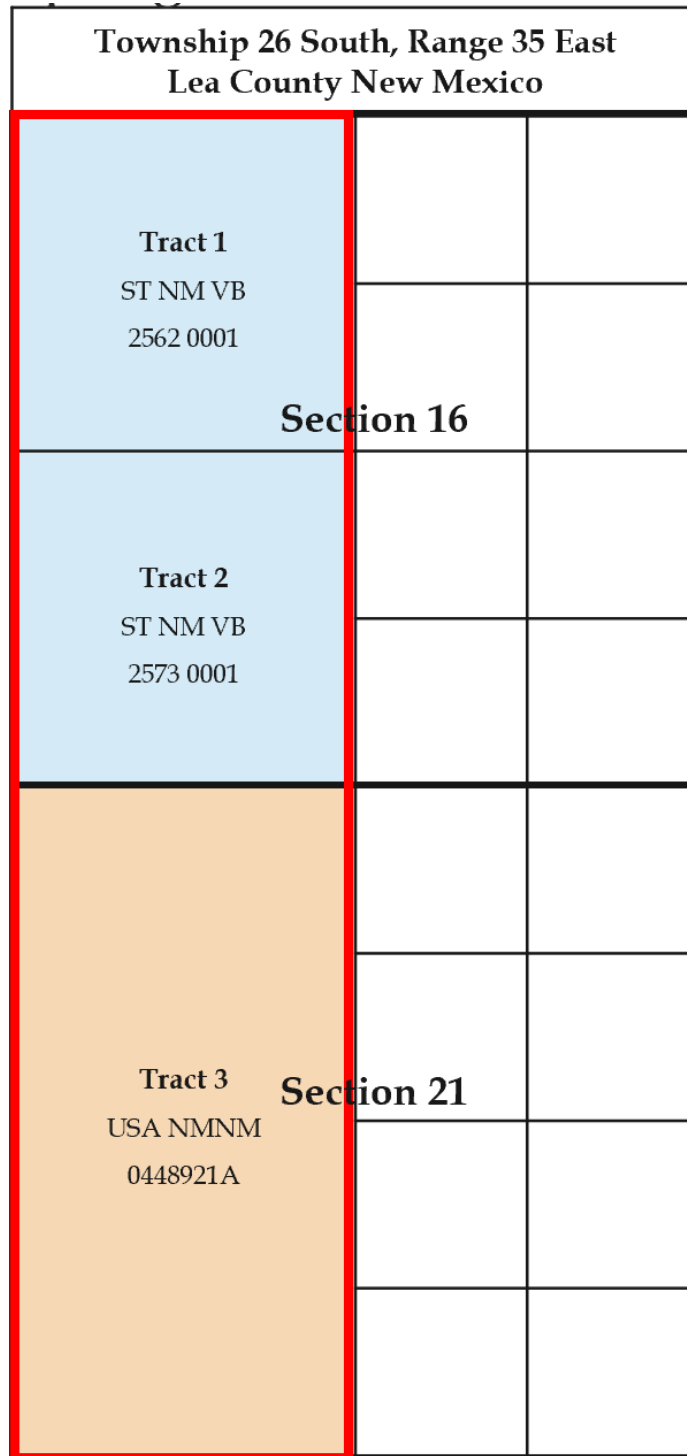 Township 26 South, Range 35 East
Lea County New Mexico
Tract 1
ST NM VB
2562 0001
Section 16
Tract 2
ST NM VB
2573 0001
Tract 3
Section 21
USA NMNM
0448921A